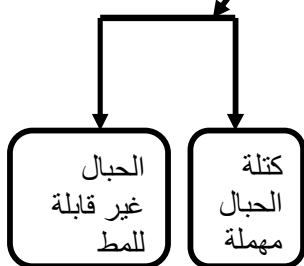 كتلة
الحبال
مهملة
الحبال
غير قابلة
للمط